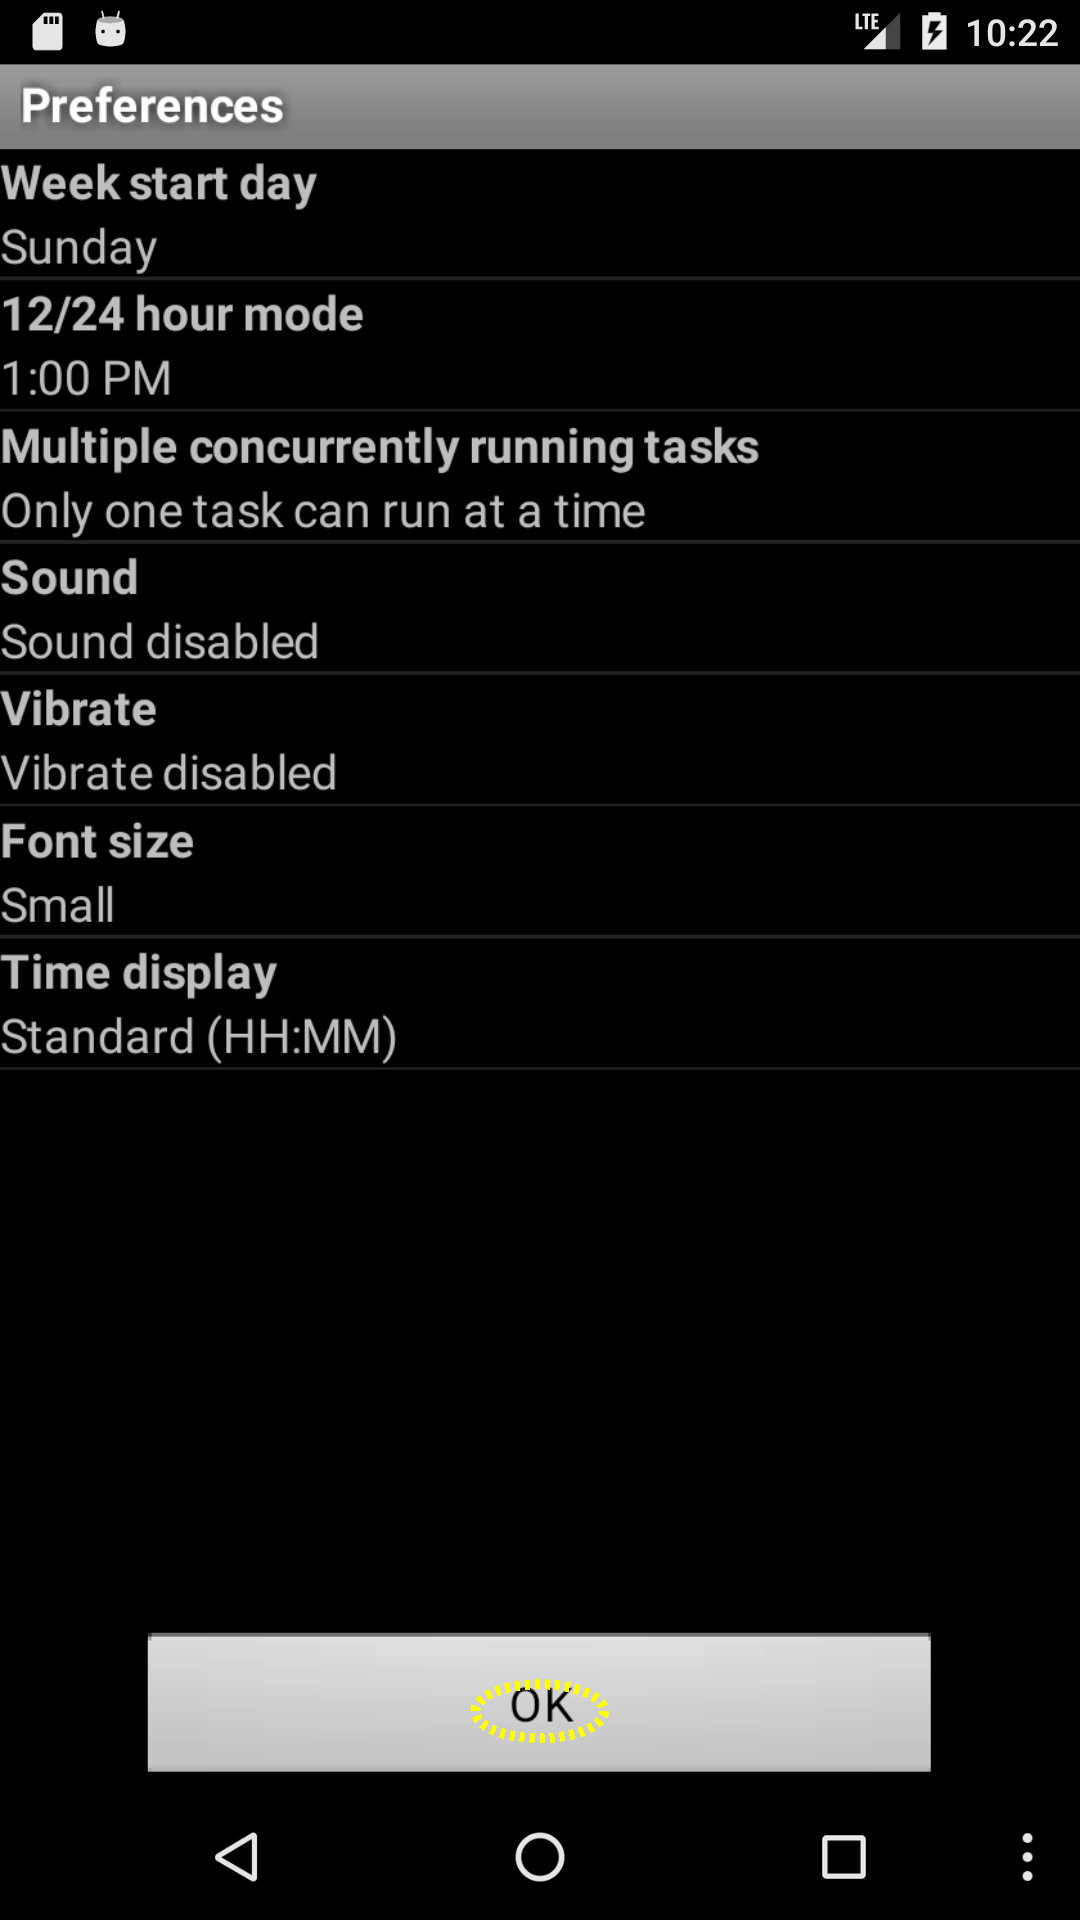 LTE 10:22
Preferences
Week start day
Sunday
12/24 hour mode
1:00 PM
Multiple concurrently running tasks
Only one task can run at a time
Sound
Sound disabled
Vibrate
Vibrate disabled
Font size
Small
Time display
Standard (HH:MM)
OK